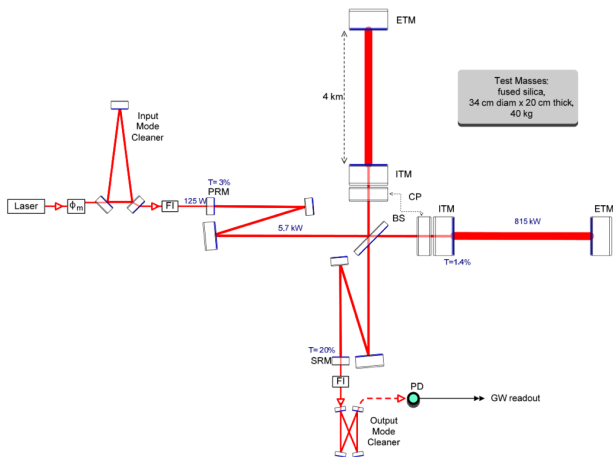 ETM
4 km
Test Masses:
fused silica,
34 cm diam x 20 cm thick,
40 kg
Input
Mode
Cleaner
ITM
T= 3%
PRM
CP
ITM
ETM
Laser
ϕm
FI
125 W
BS
5.7 kW
815 kW
T=1.4%
T= 20%
SRM
FI
PD
GW readout
Output
Mode
Cleaner